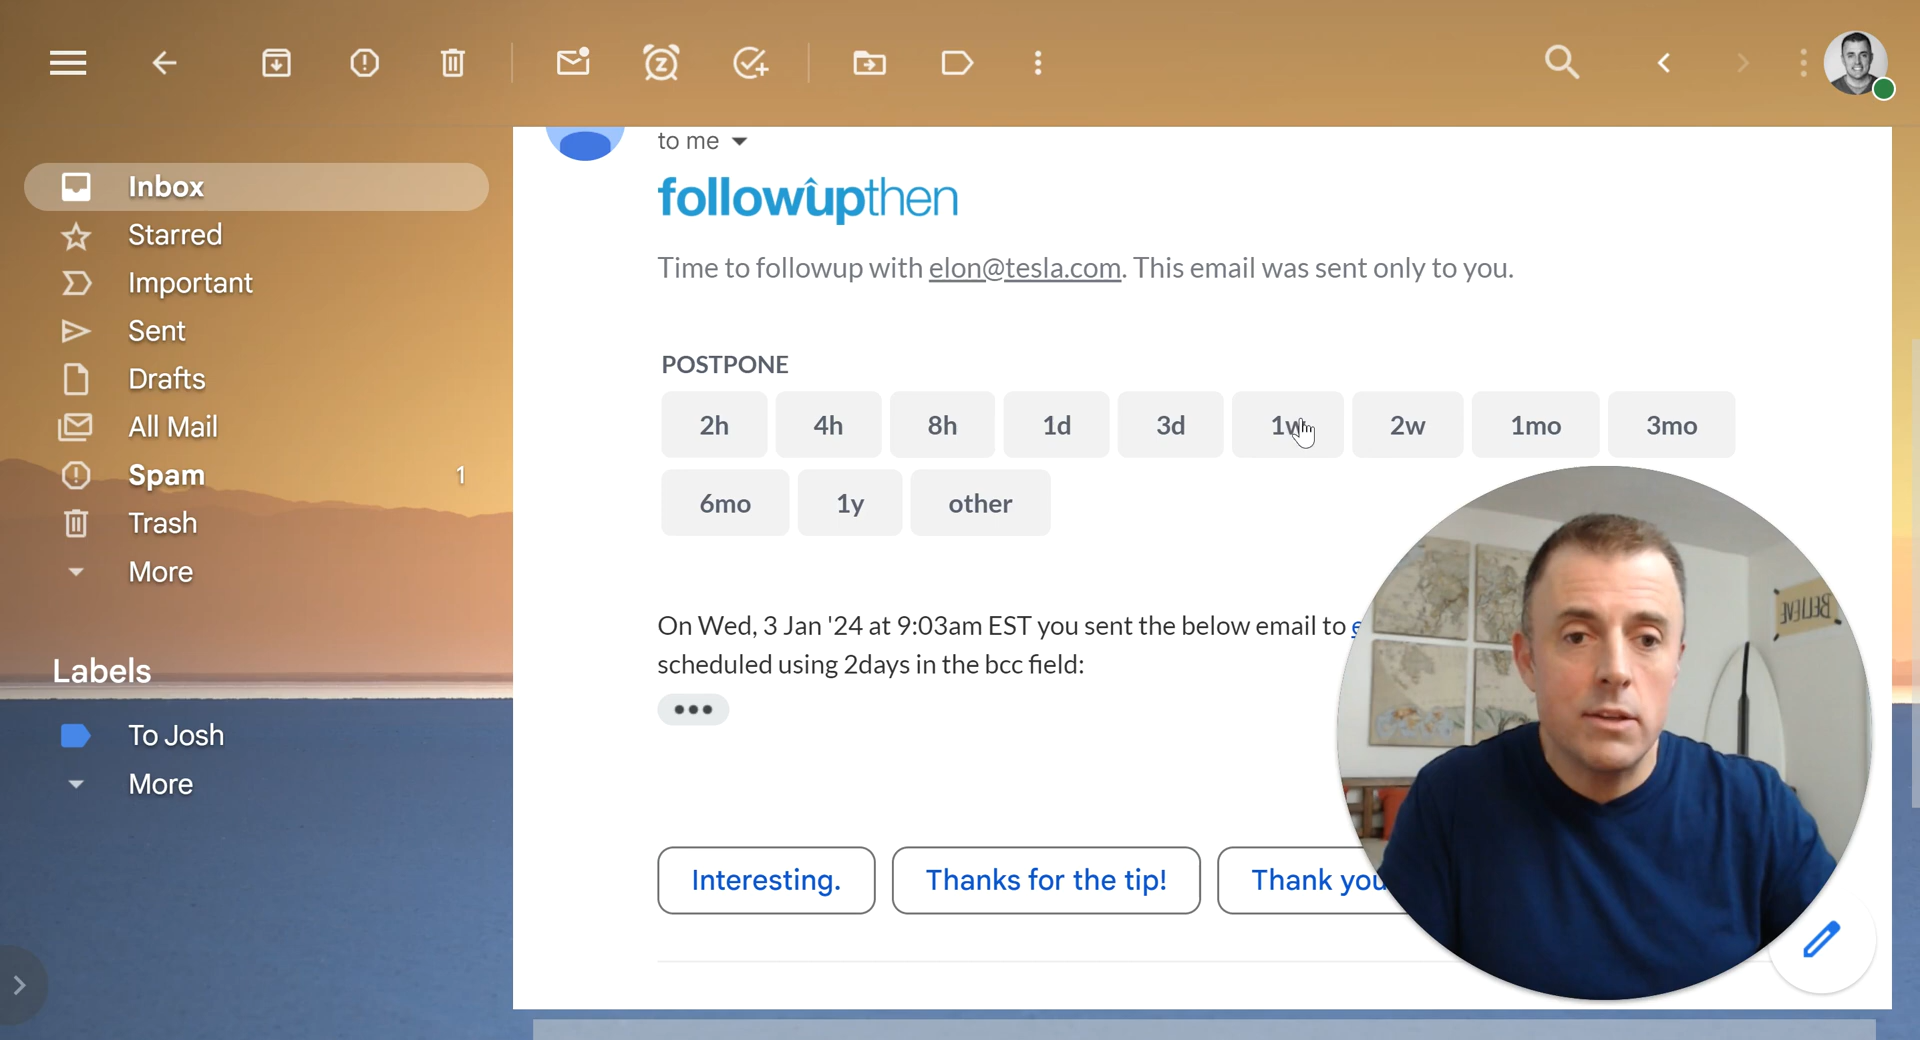 Inbox
Starred
Important
Sent
Drafts
All Mail
Spam 1
Trash
More
Labels
To Josh
More
to me
followupthen
Time to followup with elon@tesla.com. This email was sent only to you.
POSTPONE
2h 4h 8h 1d 3d 1w 2w 1mo 3mo
6mo 1y other
On Wed, 3 Jan '24 at 9:03am EST you sent the below email to
scheduled using 2days in the bcc field:
Interesting. Thanks for the tip! Thank you
BELIEVE